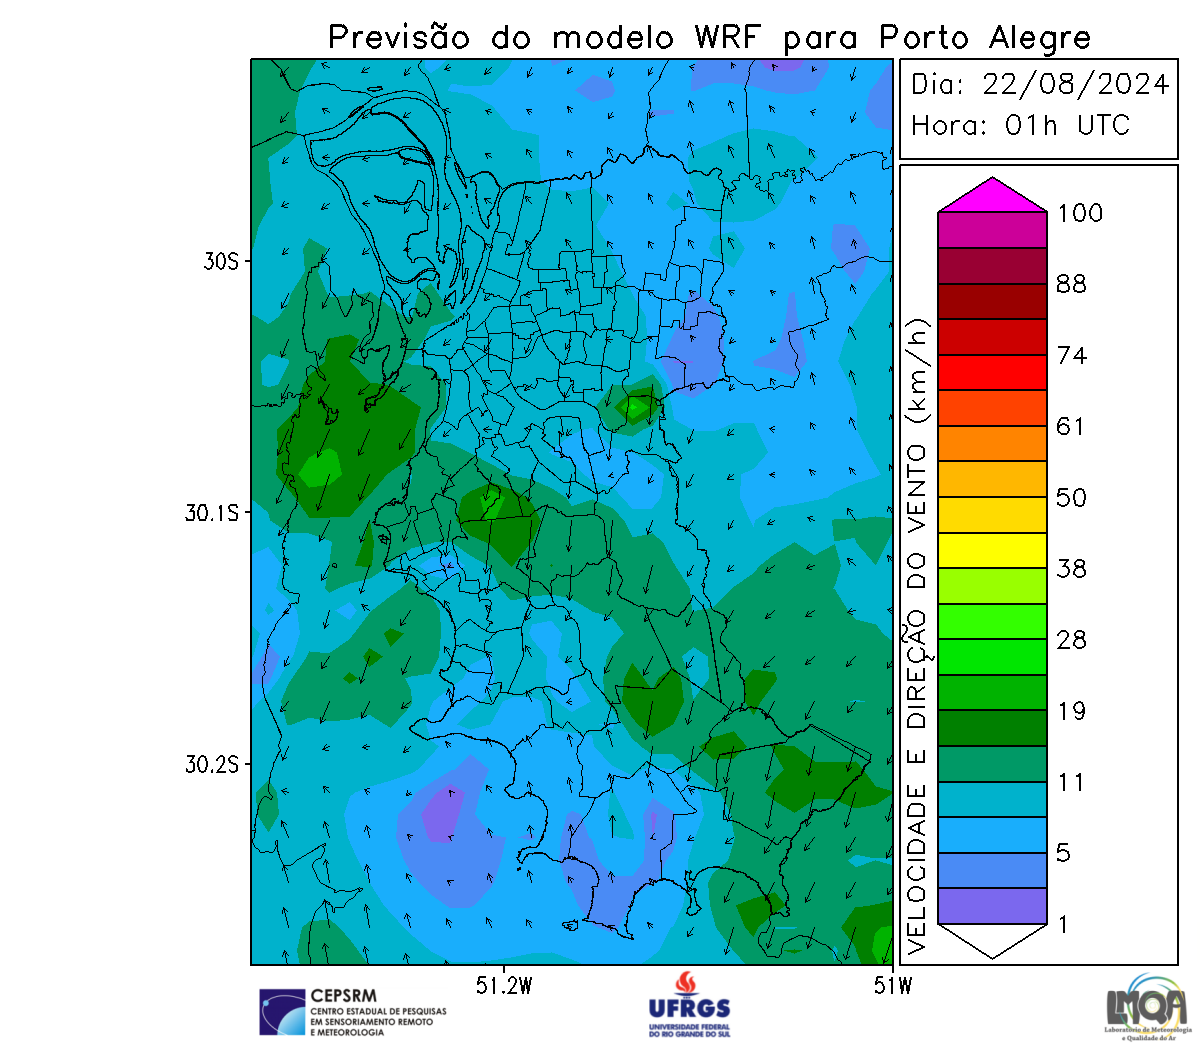 Previsão do modelo WRF para Porto Alegre
Dia: 22/08/2024
Hora: 01h UTC
30S
30.1S
30.2S
51.2W
51W
VELOCIDADE E DIREÇÃO DO VENTO (km/h)
100
88
74
61
50
38
28
19
11
5
1
CEPSRM
CENTRO ESTADUAL DE PESQUISAS
EM SENSORIAMENTO REMOTO
E METEOROLOGIA
UFRGS
UNIVERSIDADE FEDERAL
DO RIO GRANDE DO SUL
LMQA
Laboratório de Meteorologia
e Qualidade do Ar